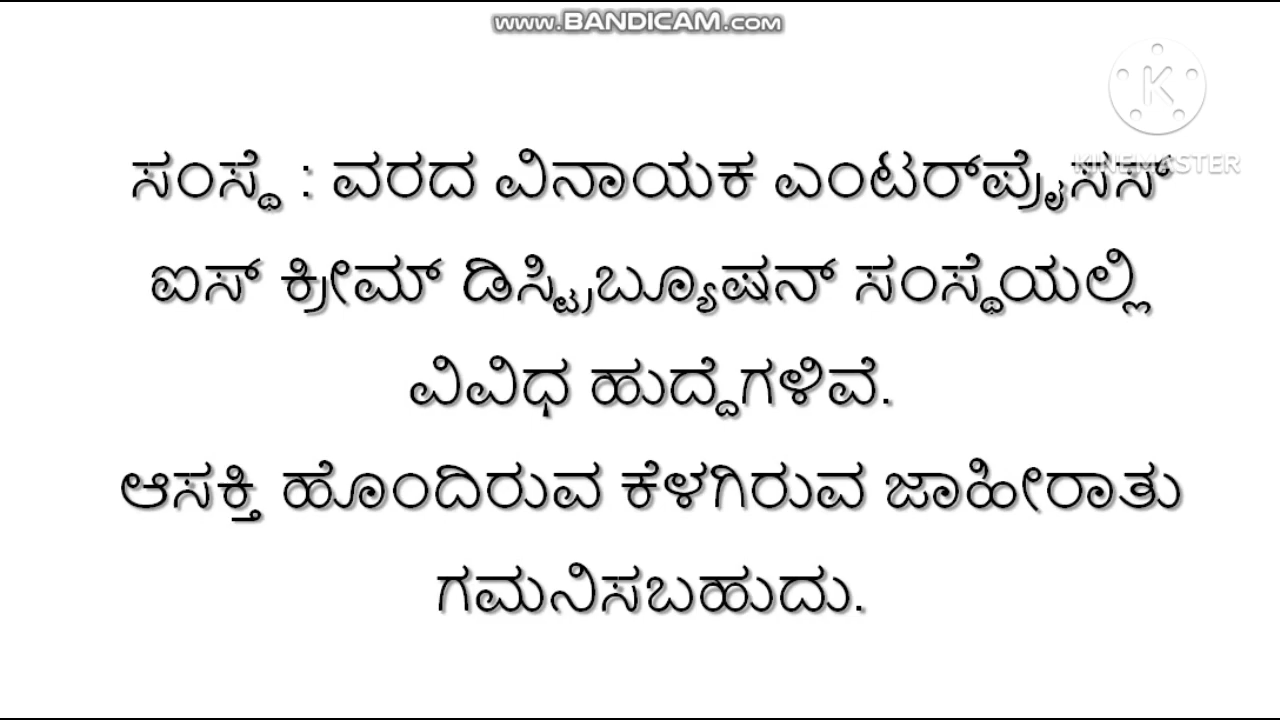 www.BANDICAM.com
KINEMASTER
ಸಂಸ್ಥೆ : ವರದ ವಿನಾಯಕ ಎಂಟರ್‌ಪ್ರೈಸಸ್
ಐಸ್ ಕ್ರೀಮ್ ಡಿಸ್ಟ್ರಿಬ್ಯೂಷನ್ ಸಂಸ್ಥೆಯಲ್ಲಿ
ವಿವಿಧ ಹುದ್ದೆಗಳಿವೆ.
ಆಸಕ್ತಿ ಹೊಂದಿರುವ ಕೆಳಗಿರುವ ಜಾಹೀರಾತು
ಗಮನಿಸಬಹುದು.